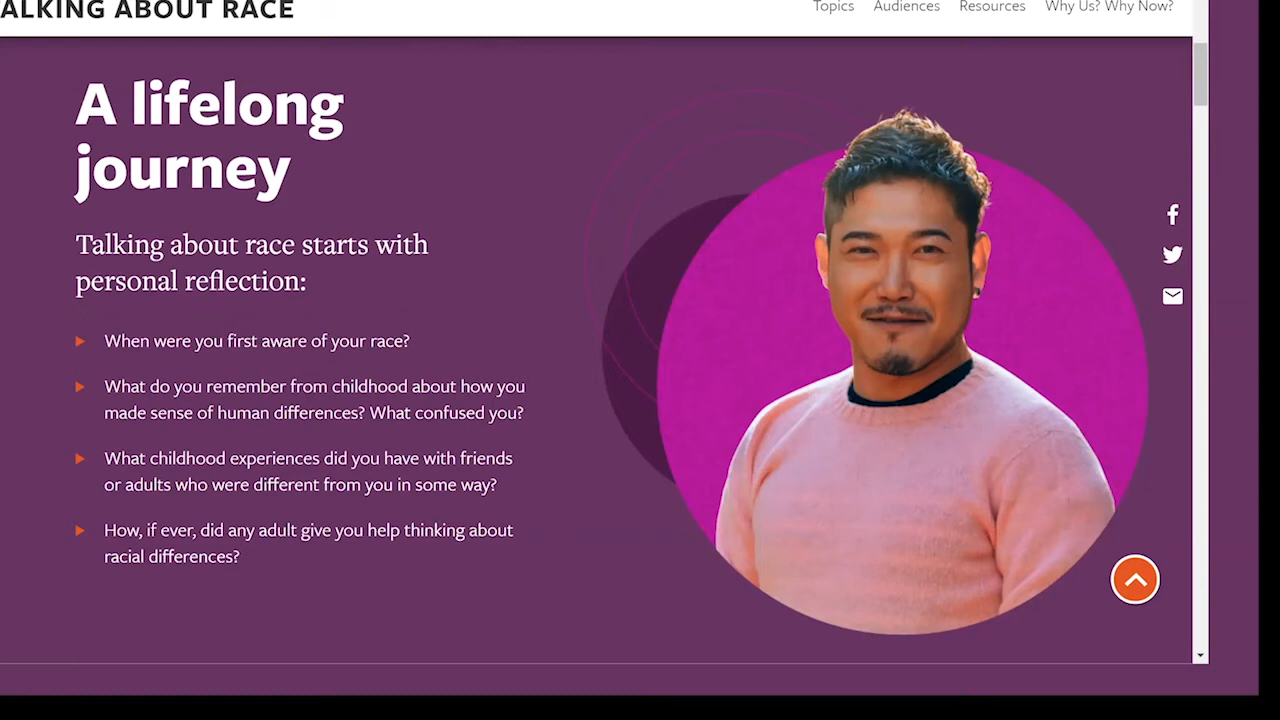 TALKING ABOUT RACE
Topics Audiences Resources Why Us? Why Now?
A lifelong
journey
Talking about race starts with
personal reflection:
When were you first aware of your race?
What do you remember from childhood about how you
made sense of human differences? What confused you?
What childhood experiences did you have with friends
or adults who were different from you in some way?
How, if ever, did any adult give you help thinking about
racial differences?